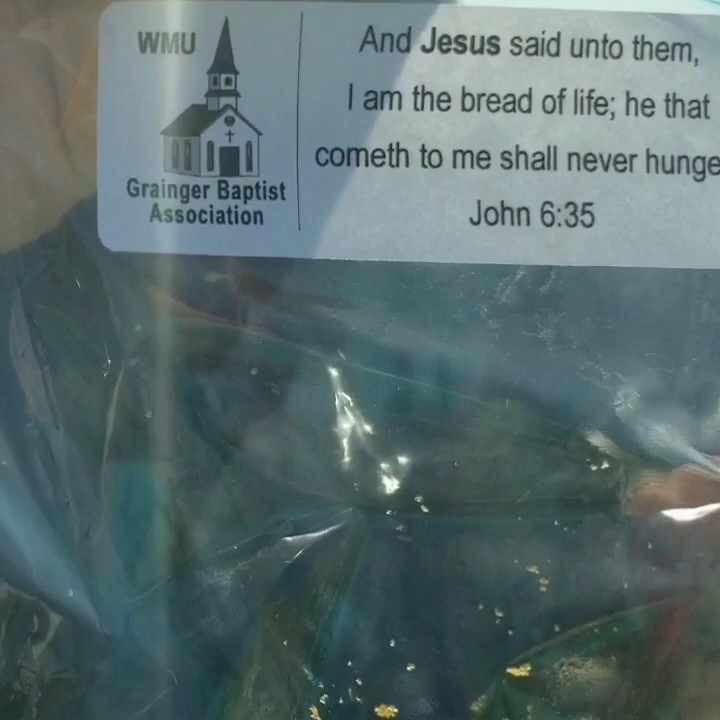 WMU
Grainger Baptist
Association
And Jesus said unto them,
I am the bread of life; he that
cometh to me shall never hunge
John 6:35